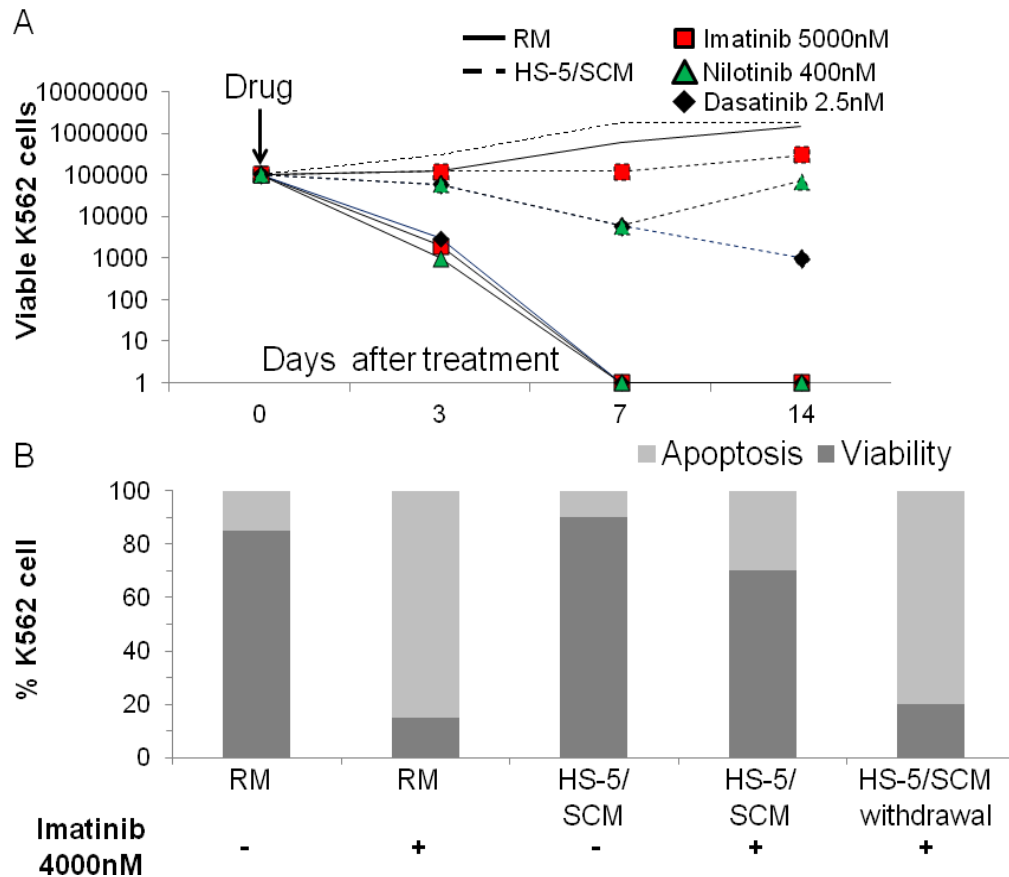 A
RM
HS-5/SCM
Imatinib 5000nM
Nilotinib 400nM
Dasatinib 2.5nM
Drug
Viable K562 cells
10000000
1000000
100000
10000
1000
100
10
1
Days after treatment
0 3 7 14
B
Apoptosis Viability
% K562 cell
100
80
60
40
20
0
RM RM HS-5/ HS-5/ HS-5/SCM
SCM SCM withdrawal
Imatinib
4000nM
- + - + +